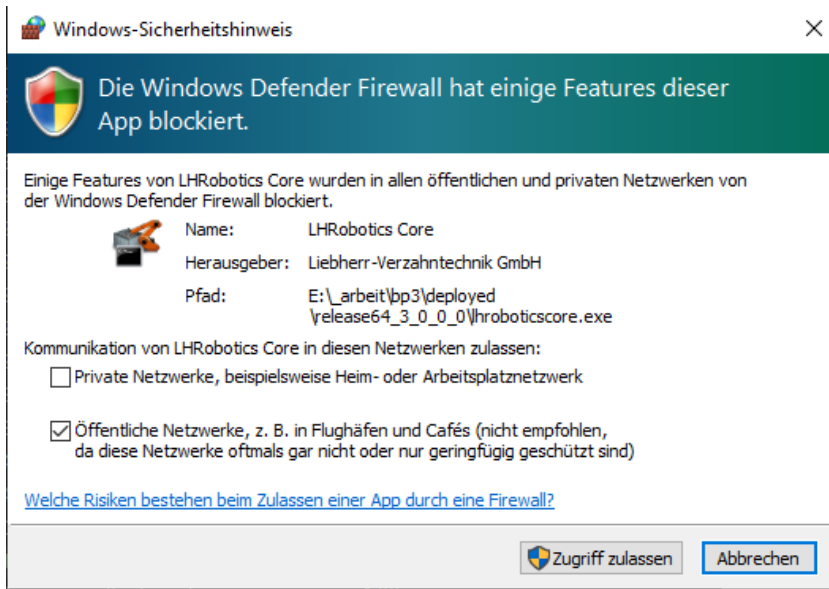 Windows-Sicherheitshinweis
Die Windows Defender Firewall hat einige Features dieser
App blockiert.
Einige Features von LHRobotics Core wurden in allen öffentlichen und privaten Netzwerken von
der Windows Defender Firewall blockiert.
Name: LHRobotics Core
Herausgeber: Liebherr-Verzahntechnik GmbH
Pfad: E:\_arbeit\bp3\deployed
\release64_3_0_0_0\lhroboticscore.exe
Kommunikation von LHRobotics Core in diesen Netzwerken zulassen:
Private Netzwerke, beispielsweise Heim- oder Arbeitsplatznetzwerk
Öffentliche Netzwerke, z. B. in Flughäfen und Cafés (nicht empfohlen,
da diese Netzwerke oftmals gar nicht oder nur geringfügig geschützt sind)
Welche Risiken bestehen beim Zulassen einer App durch eine Firewall?
Zugriff zulassen Abbrechen